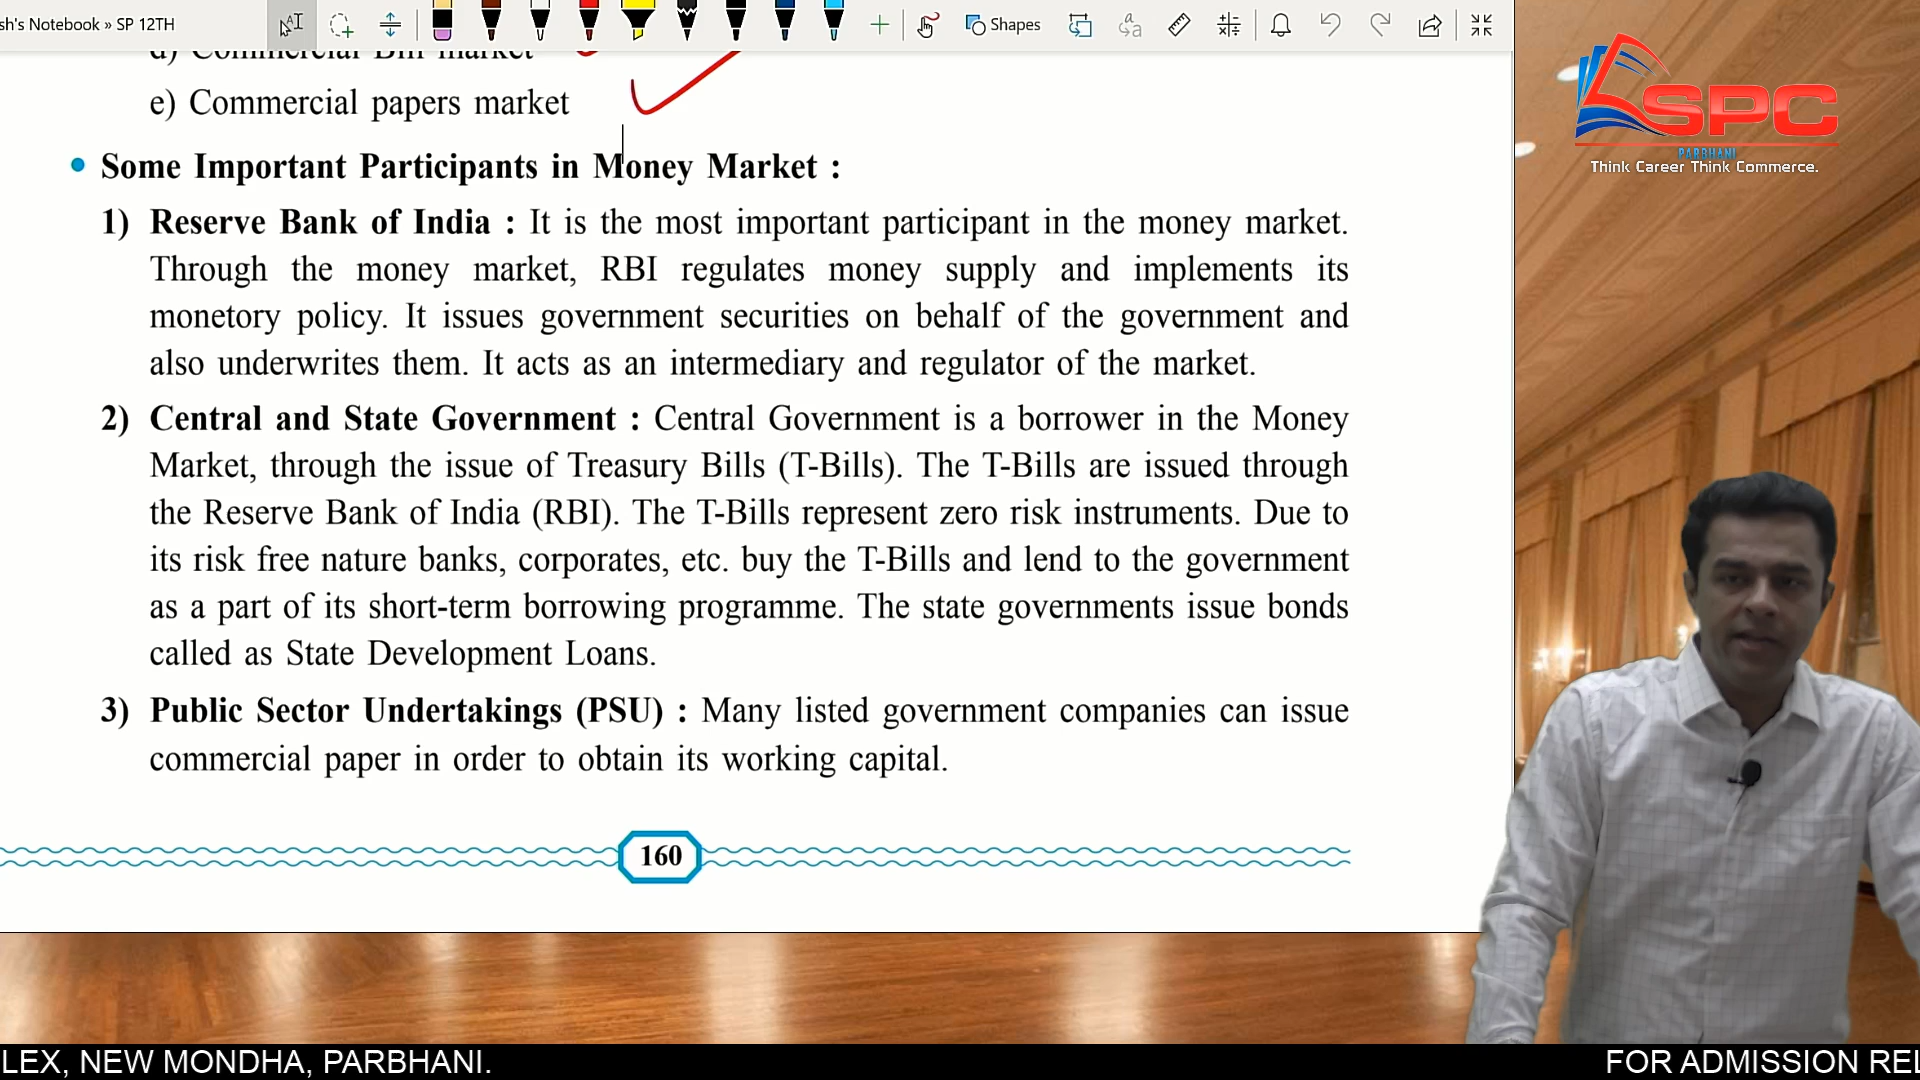 sh's Notebook » SP 12TH
Shapes
d) Commercial Bill market
e) Commercial papers market
• Some Important Participants in Money Market :
1) Reserve Bank of India : It is the most important participant in the money market.
Through the money market, RBI regulates money supply and implements its
monetory policy. It issues government securities on behalf of the government and
also underwrites them. It acts as an intermediary and regulator of the market.
2) Central and State Government : Central Government is a borrower in the Money
Market, through the issue of Treasury Bills (T-Bills). The T-Bills are issued through
the Reserve Bank of India (RBI). The T-Bills represent zero risk instruments. Due to
its risk free nature banks, corporates, etc. buy the T-Bills and lend to the government
as a part of its short-term borrowing programme. The state governments issue bonds
called as State Development Loans.
3) Public Sector Undertakings (PSU) : Many listed government companies can issue
commercial paper in order to obtain its working capital.
160
SPC
PARBHANI
Think Career Think Commerce.
LEX, NEW MONDHA, PARBHANI.
FOR ADMISSION REL